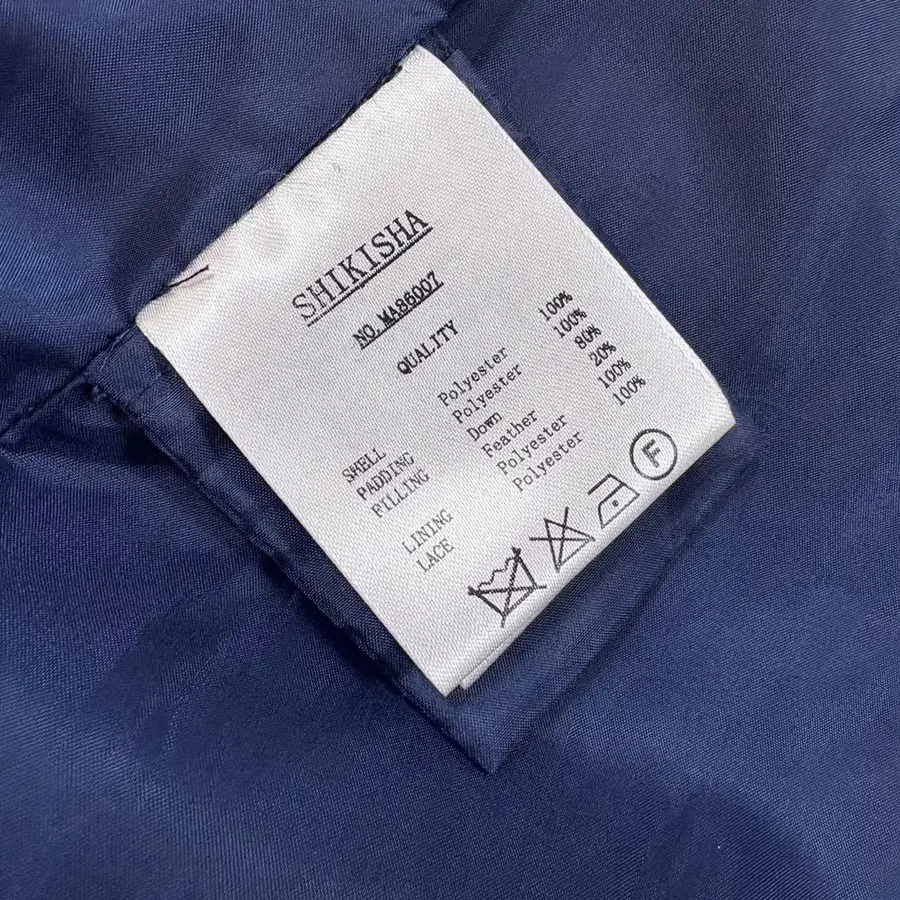 SHIKISHA
NO. MA86007
QUALITY
SHELL Polyester 100%
PADDING Polyester 100%
FILLING Down 80%
Feather 20%
LINING Polyester 100%
LACE Polyester 100%
F